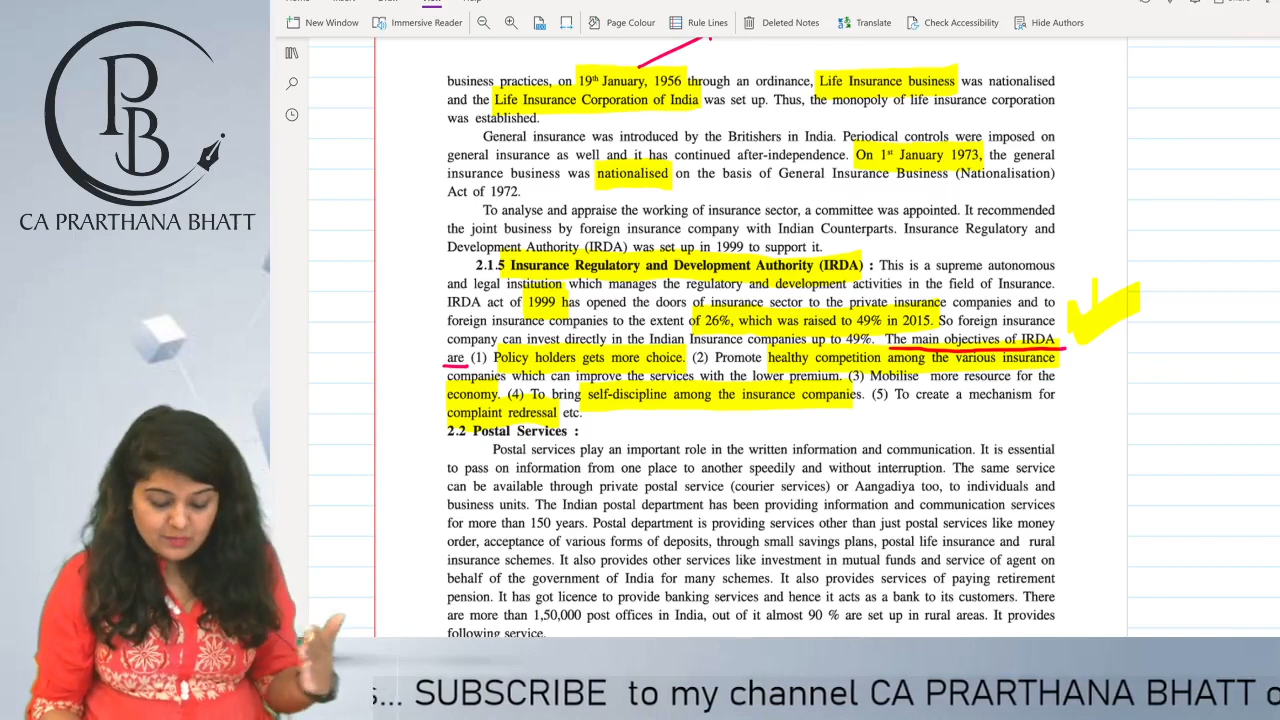 New Window
Immersive Reader
Page Colour
Rule Lines
Deleted Notes
Translate
Check Accessibility
Hide Authors
PB
CA PRARTHANA BHATT
business practices, on 19th January, 1956 through an ordinance, Life Insurance business was nationalised
and the Life Insurance Corporation of India was set up. Thus, the monopoly of life insurance corporation
was established.
General insurance was introduced by the Britishers in India. Periodical controls were imposed on
general insurance as well and it has continued after-independence. On 1st January 1973, the general
insurance business was nationalised on the basis of General Insurance Business (Nationalisation)
Act of 1972.
To analyse and appraise the working of insurance sector, a committee was appointed. It recommended
the joint business by foreign insurance company with Indian Counterparts. Insurance Regulatory and
Development Authority (IRDA) was set up in 1999 to support it.
2.1.5 Insurance Regulatory and Development Authority (IRDA) : This is a supreme autonomous
and legal institution which manages the regulatory and development activities in the field of Insurance.
IRDA act of 1999 has opened the doors of insurance sector to the private insurance companies and to
foreign insurance companies to the extent of 26%, which was raised to 49% in 2015. So foreign insurance
company can invest directly in the Indian Insurance companies up to 49%. The main objectives of IRDA
are (1) Policy holders gets more choice. (2) Promote healthy competition among the various insurance
companies which can improve the services with the lower premium. (3) Mobilise more resource for the
economy. (4) To bring self-discipline among the insurance companies. (5) To create a mechanism for
complaint redressal etc.
2.2 Postal Services :
Postal services play an important role in the written information and communication. It is essential
to pass on information from one place to another speedily and without interruption. The same service
can be available through private postal service (courier services) or Aangadiya too, to individuals and
business units. The Indian postal department has been providing information and communication services
for more than 150 years. Postal department is providing services other than just postal services like money
order, acceptance of various forms of deposits, through small savings plans, postal life insurance and rural
insurance schemes. It also provides other services like investment in mutual funds and service of agent on
behalf of the government of India for many schemes. It also provides services of paying retirement
pension. It has got licence to provide banking services and hence it acts as a bank to its customers. There
are more than 1,50,000 post offices in India, out of it almost 90 % are set up in rural areas. It provides
following service.
s... SUBSCRIBE to my channel CA PRARTHANA BHATT o